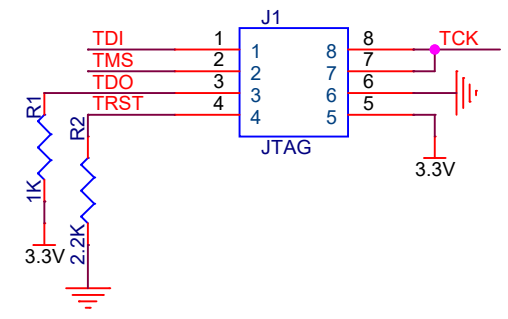 J1
TDI 1 1 8 8 TCK
TMS 2 2 7 7
TDO 3 3 6 6
TRST 4 4 5 5
R1
R2
JTAG
3.3V
1K
2.2K
3.3V